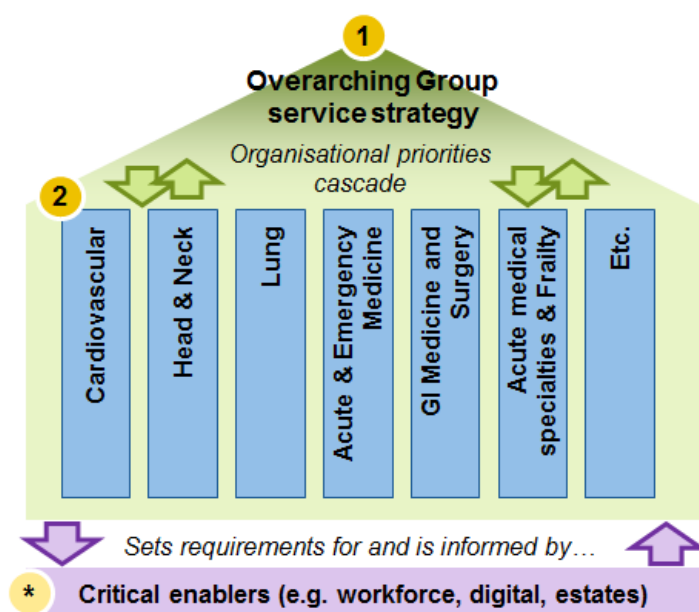 1
Overarching Group
service strategy
Organisational priorities
cascade
2
Cardiovascular
Head & Neck
Lung
Acute & Emergency
Medicine
GI Medicine and
Surgery
Acute medical
specialties & Frailty
Etc.
Sets requirements for and is informed by…
*
Critical enablers (e.g. workforce, digital, estates)